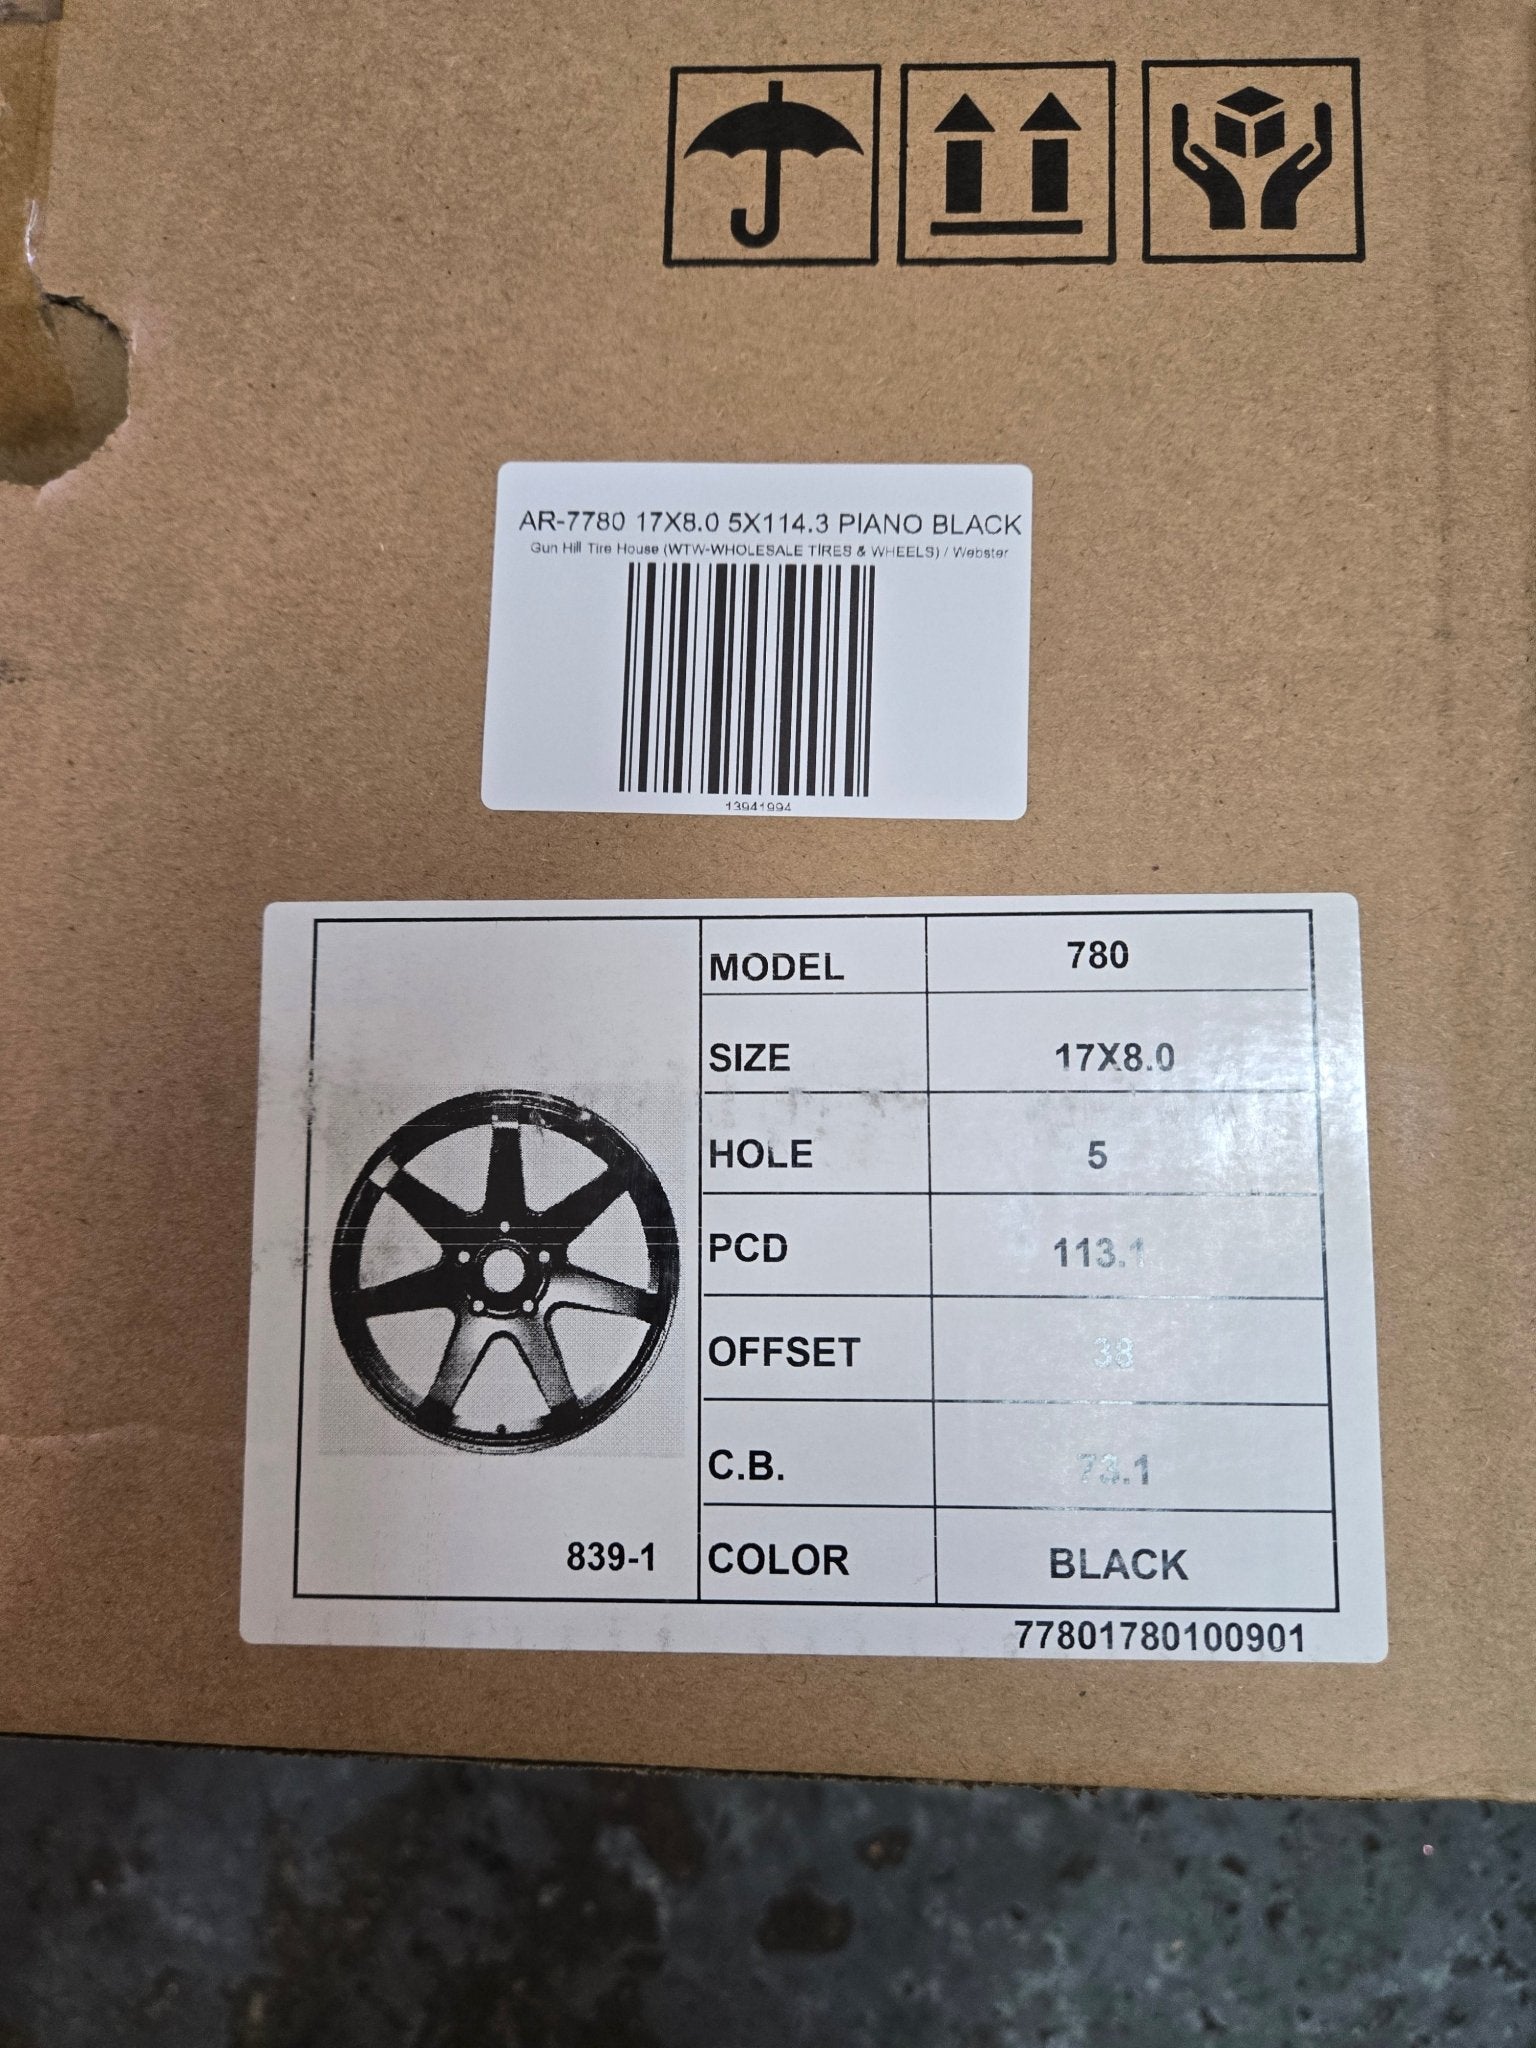 AR-7780 17X8.0 5X114.3 PIANO BLACK
Gun Hill Tire House (WTW-WHOLESALE TIRES & WHEELS) / Webster
13941994
MODEL 780
SIZE 17X8.0
HOLE 5
PCD 113.1
OFFSET 38
C.B. 73.1
839-1 COLOR BLACK
77801780100901